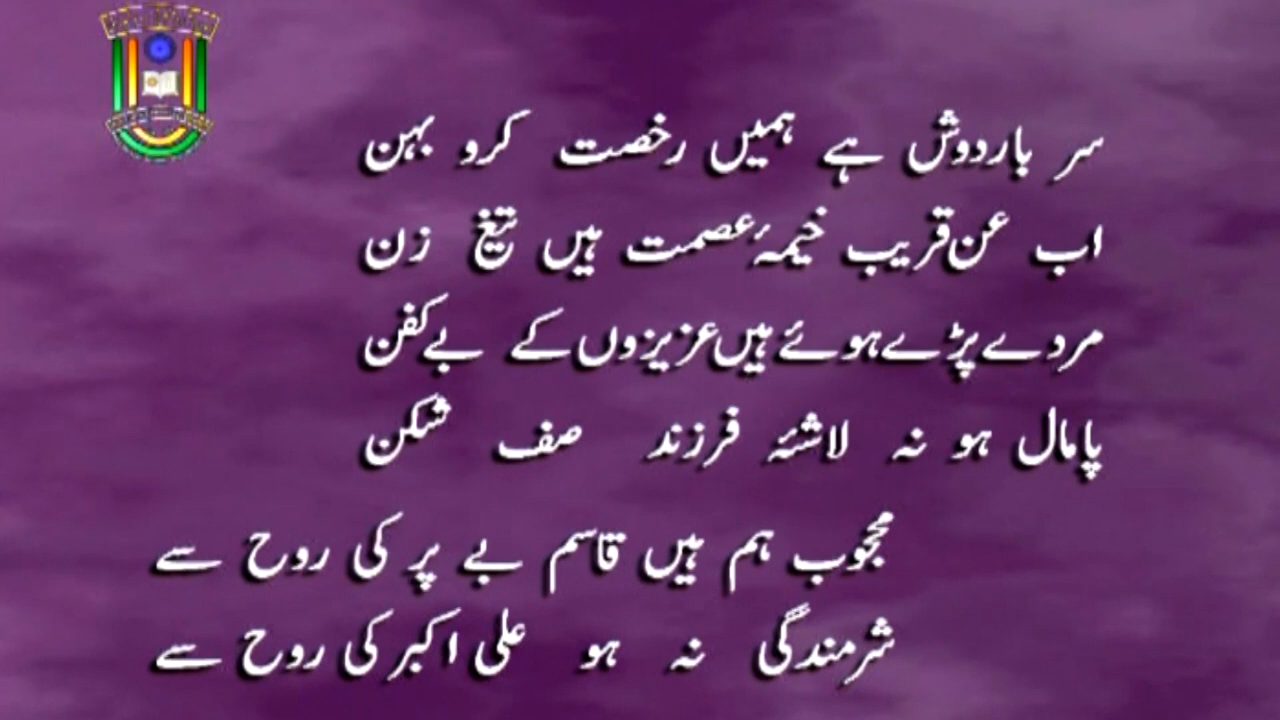 سر باردوش ہے ہمیں رخصت کرو بہن
اب عن قریب خیمۂ عصمت ہیں تیغ زن
مردے پڑے ہوئے ہیں عزیزوں کے بے کفن
پامال ہو نہ لاشئہ فرزند صف شکن
محجوب ہم ہیں قاسم بے پر کی روح سے
شرمندگی نہ ہو علی اکبر کی روح سے